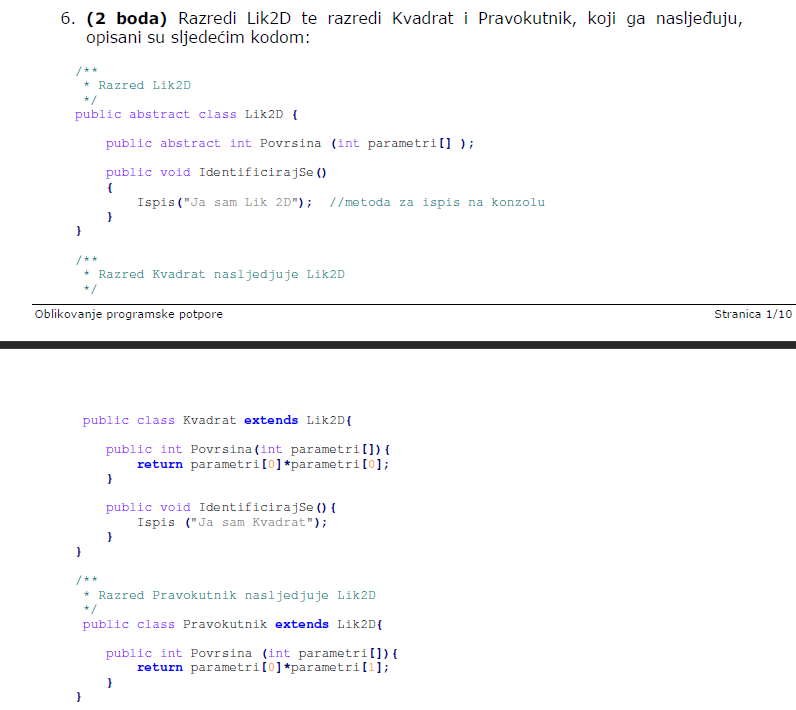 6. (2 boda) Razredi Lik2D te razredi Kvadrat i Pravokutnik, koji ga nasljeđuju,
opisani su sljedećim kodom:
/**
* Razred Lik2D
*/
public abstract class Lik2D {
public abstract int Povrsina (int parametri[] );
public void IdentificirajSe()
{
Ispis("Ja sam Lik 2D"); //metoda za ispis na konzolu
}
}
/**
* Razred Kvadrat nasljedjuje Lik2D
*/
Oblikovanje programske potpore Stranica 1/10
public class Kvadrat extends Lik2D{
public int Povrsina(int parametri[]){
return parametri[0]*parametri[0];
}
public void IdentificirajSe(){
Ispis ("Ja sam Kvadrat");
}
}
/**
* Razred Pravokutnik nasljedjuje Lik2D
*/
public class Pravokutnik extends Lik2D{
public int Povrsina (int parametri[]){
return parametri[0]*parametri[1];
}
}